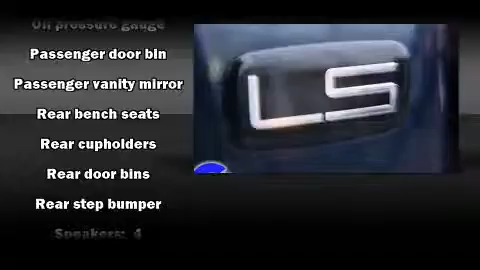 Oil pressure gauge
Passenger door bin
Passenger vanity mirror
Rear bench seats
Rear cupholders
Rear door bins
Rear step bumper
Speakers: 4
LS